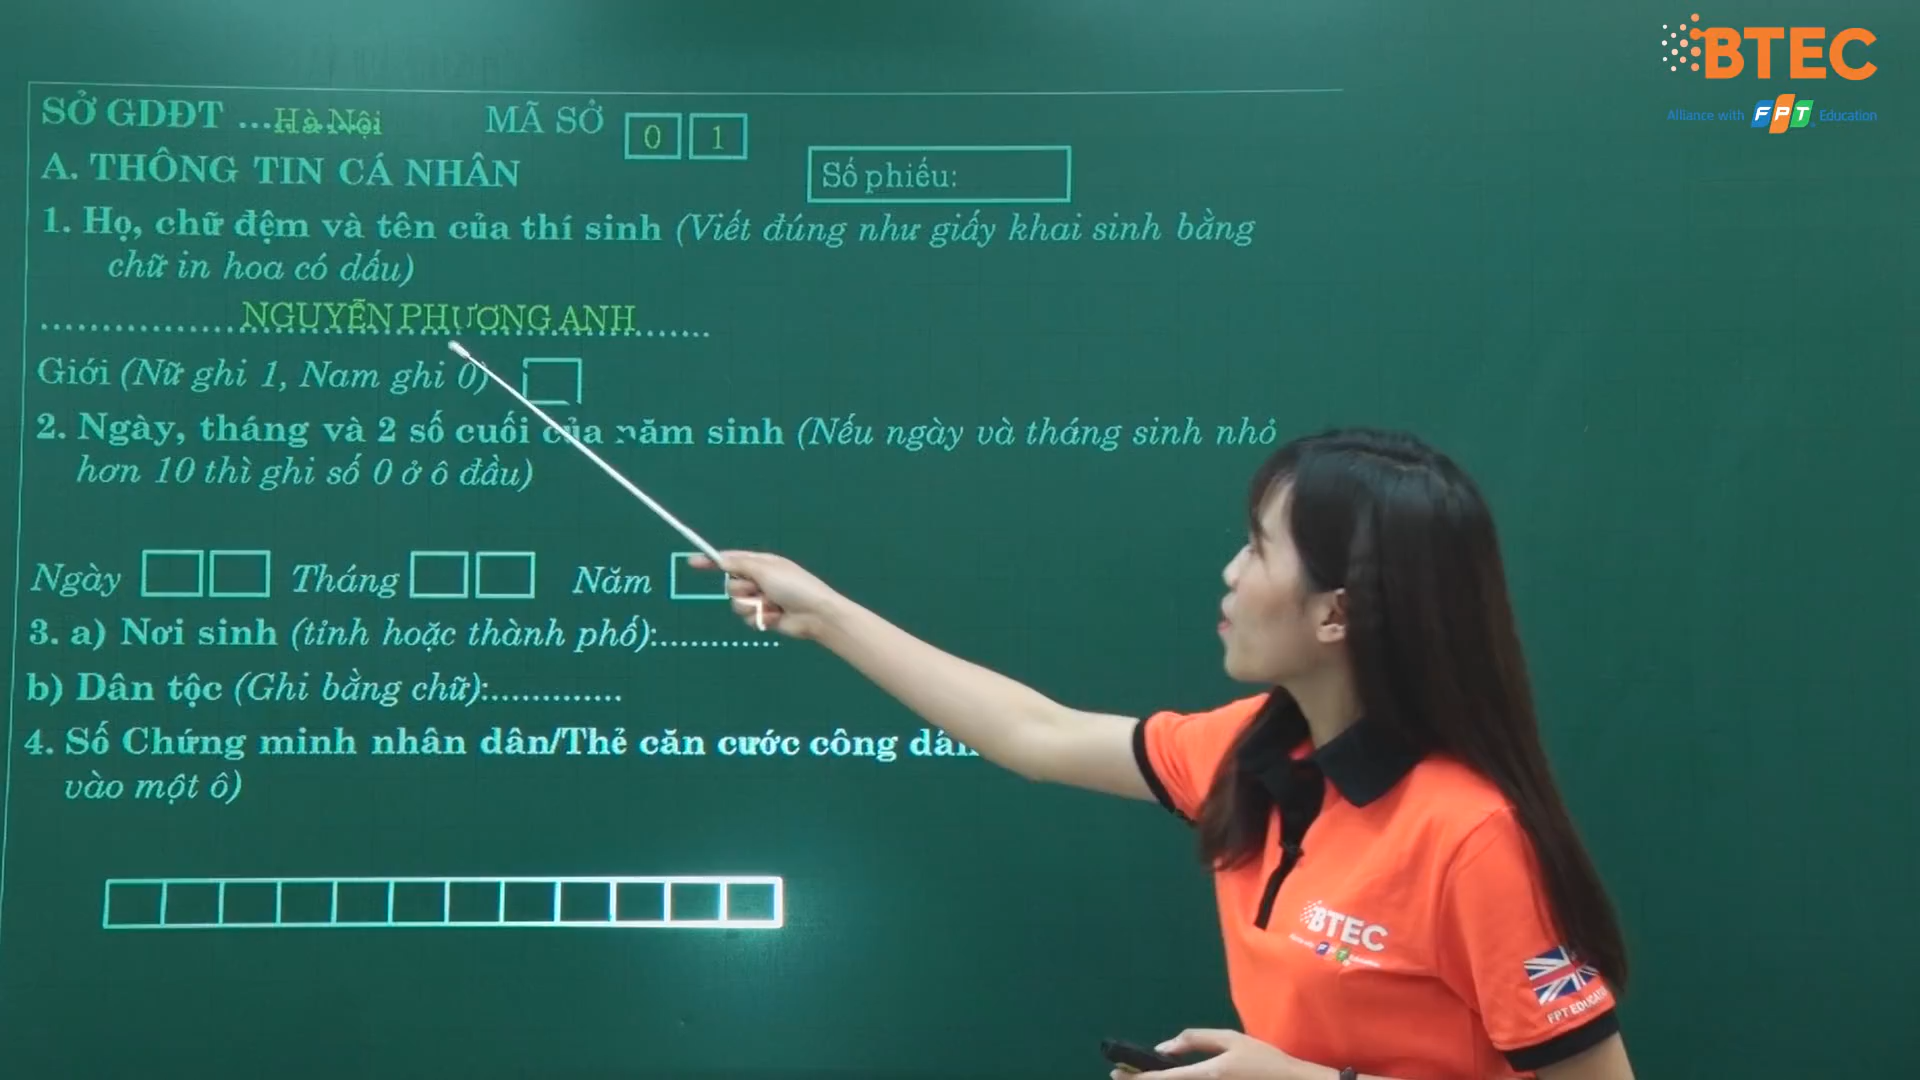 BTEC
Alliance with FPT Education
SỞ GDĐT ...Hà Nội MÃ SỞ 0 1
A. THÔNG TIN CÁ NHÂN
Số phiếu:
1. Họ, chữ đệm và tên của thí sinh (Viết đúng như giấy khai sinh bằng
chữ in hoa có dấu)
NGUYỄN PHƯƠNG ANH
Giới (Nữ ghi 1, Nam ghi 0)
2. Ngày, tháng và 2 số cuối của năm sinh (Nếu ngày và tháng sinh nhỏ
hơn 10 thì ghi số 0 ở ô đầu)
Ngày Tháng Năm
3. a) Nơi sinh (tỉnh hoặc thành phố):............
b) Dân tộc (Ghi bằng chữ):.............
4. Số Chứng minh nhân dân/Thẻ căn cước công dân
vào một ô)
BTEC
FPT EDUCATION